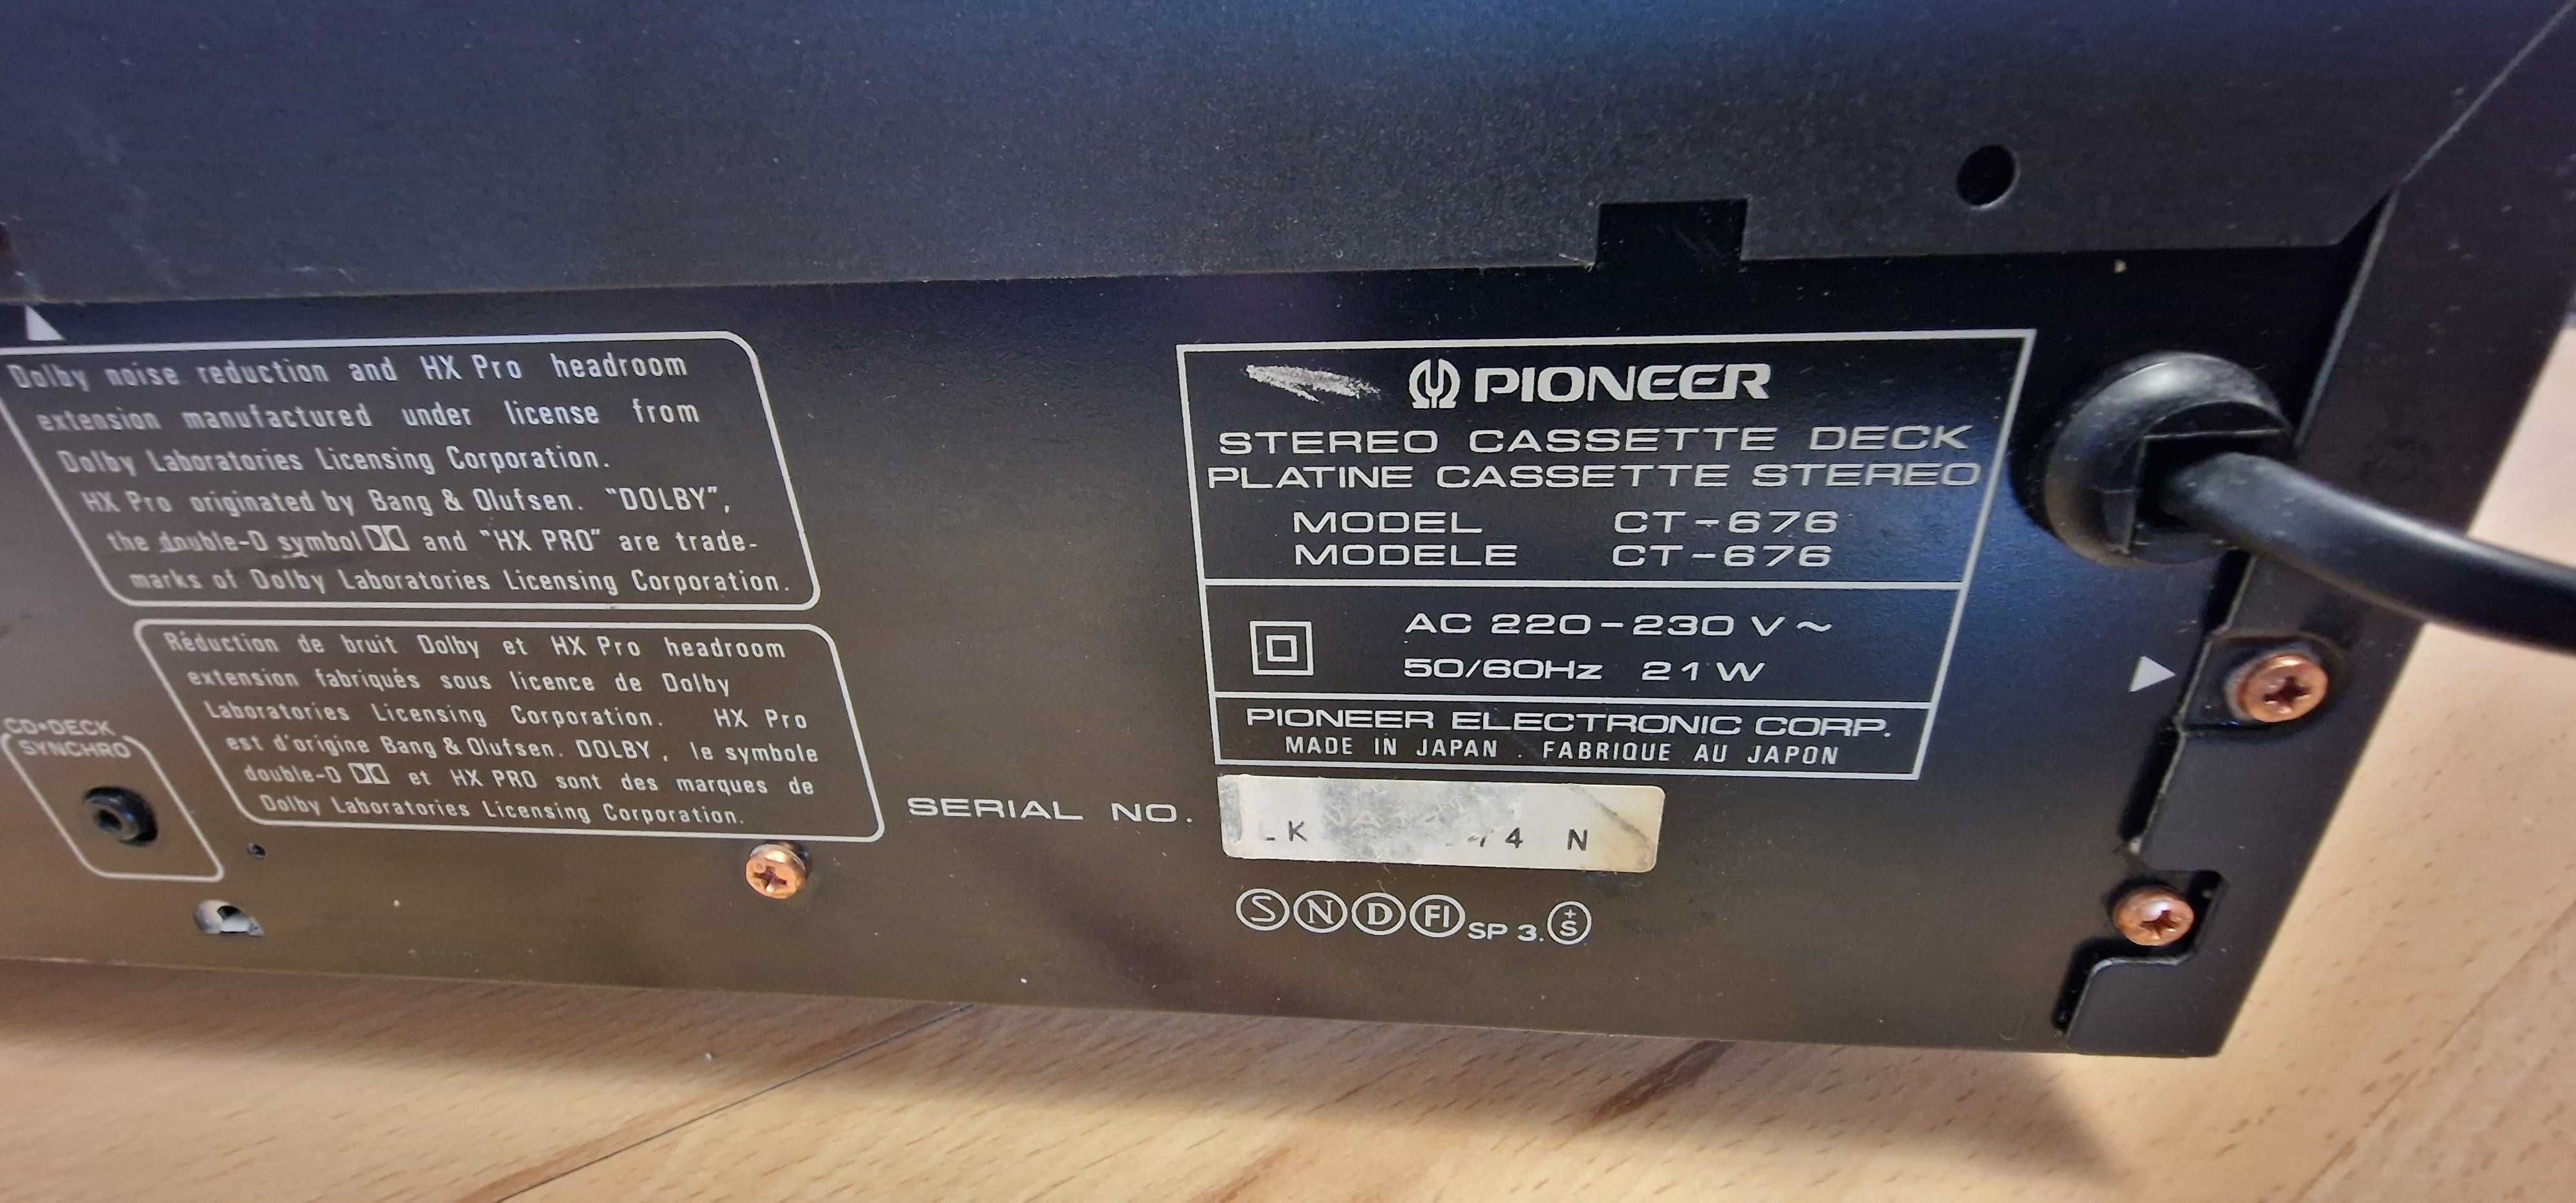 Dolby noise reduction and HX Pro headroom
extension manufactured under license from
Dolby Laboratories Licensing Corporation.
HX Pro originated by Bang & Olufsen. "DOLBY",
the double-D symbol and "HX PRO" are trade-
marks of Dolby Laboratories Licensing Corporation.
Réduction de bruit Dolby et HX Pro headroom
extension fabriqués sous licence de Dolby
Laboratories Licensing Corporation. HX Pro
est d'origine Bang & Olufsen. DOLBY, le symbole
double-D et HX PRO sont des marques de
Dolby Laboratories Licensing Corporation.
CD•DECK
SYNCHRO
PIONEER
STEREO CASSETTE DECK
PLATINE CASSETTE STEREO
MODEL CT-676
MODELE CT-676
AC 220-230 V~
50/60Hz 21 W
PIONEER ELECTRONIC CORP.
MADE IN JAPAN . FABRIQUE AU JAPON
SERIAL NO.
K 4 N
S N D FI SP 3. +S